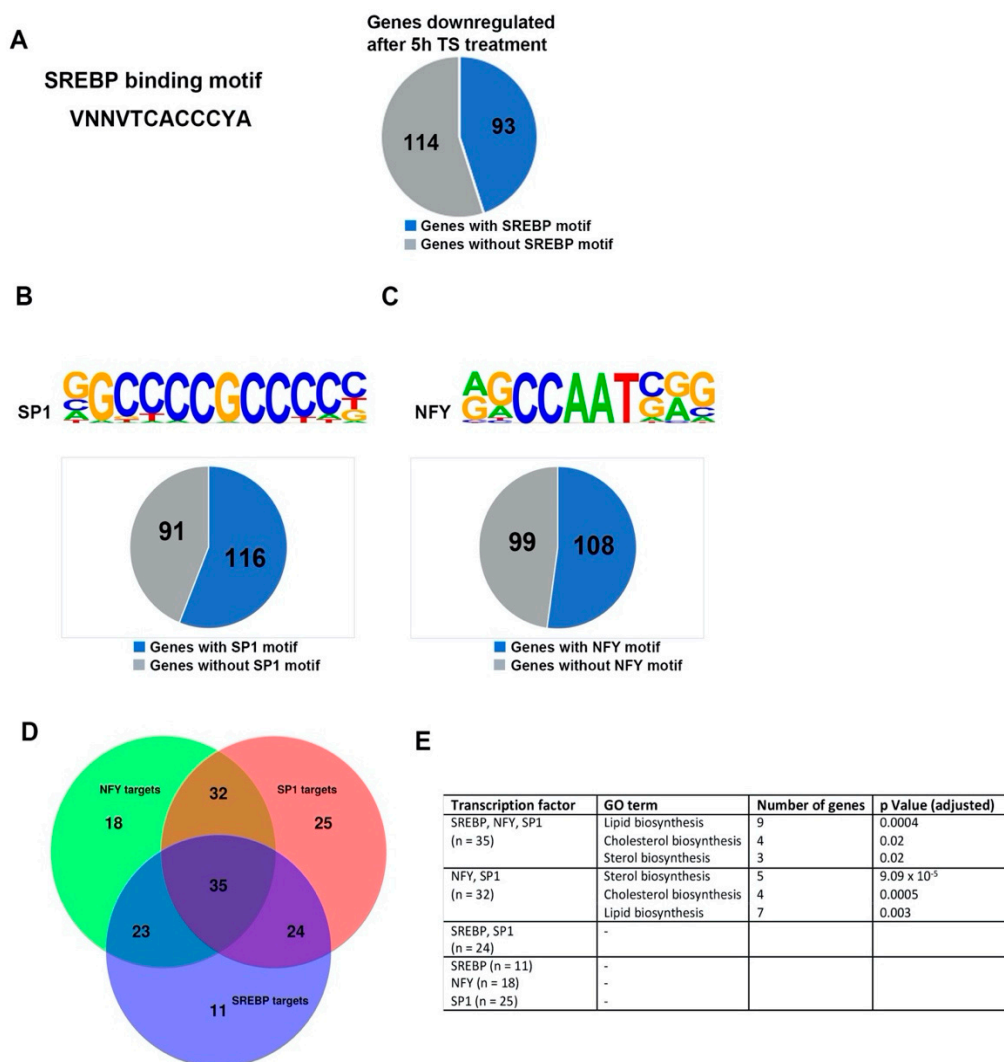 A
SREBP binding motif
VNNVTCACCCYA
Genes downregulated
after 5h TS treatment
114
93
Genes with SREBP motif
Genes without SREBP motif
B
C
SP1
GGCCCCGCCCCC
NFY
AGCCAATCGG
91
116
99
108
Genes with SP1 motif
Genes without SP1 motif
Genes with NFY motif
Genes without NFY motif
D
NFY targets
18
32
SP1 targets
25
35
23
24
11
SREBP targets
E
Transcription factor GO term Number of genes p Value (adjusted)
SREBP, NFY, SP1 Lipid biosynthesis 9 0.0004
(n = 35) Cholesterol biosynthesis 4 0.02
Sterol biosynthesis 3 0.02
NFY, SP1 Sterol biosynthesis 5 9.09 x 10⁻⁵
(n = 32) Cholesterol biosynthesis 4 0.0005
Lipid biosynthesis 7 0.003
SREBP, SP1 -
(n = 24)
SREBP (n = 11) -
NFY (n = 18) -
SP1 (n = 25) -